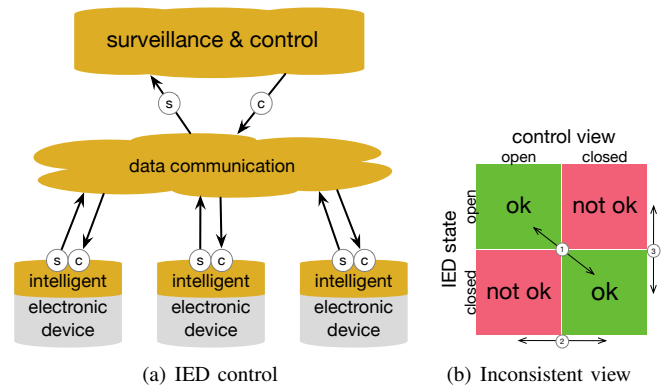 surveillance & control
s
c
data communication
s c
s c
s c
intelligent
intelligent
intelligent
electronic
device
electronic
device
electronic
device
(a) IED control
control view
open closed
IED state
open
closed
ok
not ok
not ok
ok
1
2
3
(b) Inconsistent view